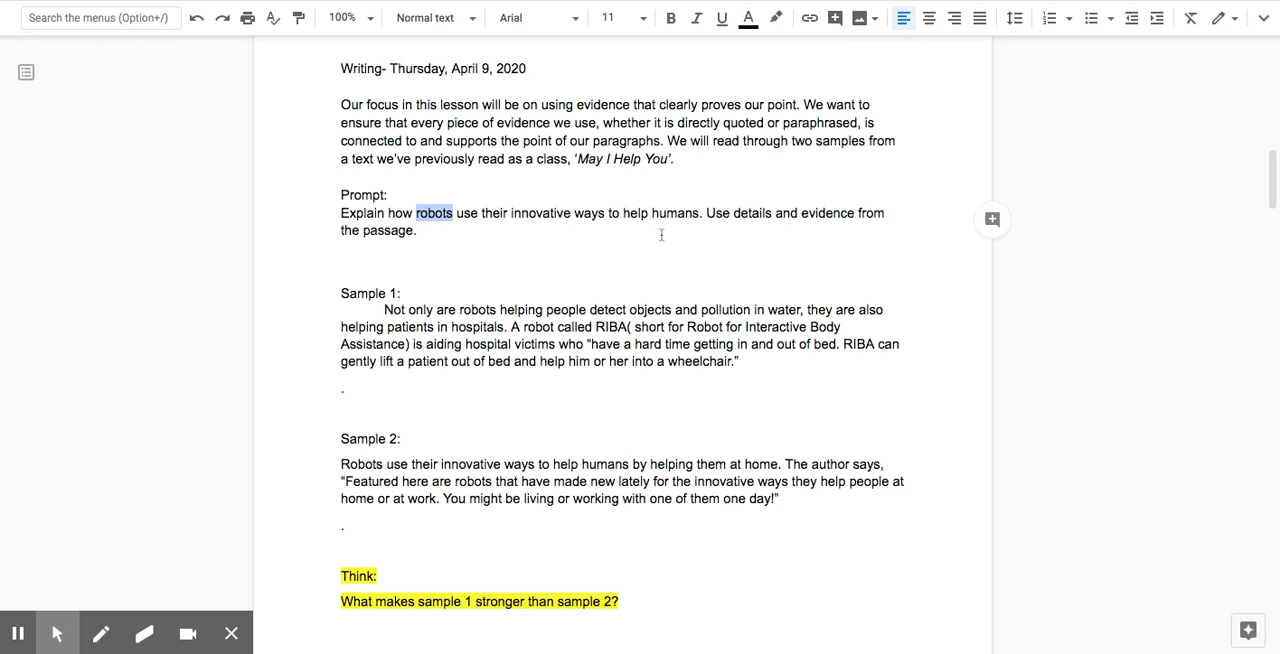 Search the menus (Option+/)
100%
Normal text
Arial
11
Writing- Thursday, April 9, 2020
Our focus in this lesson will be on using evidence that clearly proves our point. We want to
ensure that every piece of evidence we use, whether it is directly quoted or paraphrased, is
connected to and supports the point of our paragraphs. We will read through two samples from
a text we've previously read as a class, ‘May I Help You’.
Prompt:
Explain how robots use their innovative ways to help humans. Use details and evidence from
the passage.
Sample 1:
Not only are robots helping people detect objects and pollution in water, they are also
helping patients in hospitals. A robot called RIBA( short for Robot for Interactive Body
Assistance) is aiding hospital victims who “have a hard time getting in and out of bed. RIBA can
gently lift a patient out of bed and help him or her into a wheelchair.”
.
Sample 2:
Robots use their innovative ways to help humans by helping them at home. The author says,
“Featured here are robots that have made new lately for the innovative ways they help people at
home or at work. You might be living or working with one of them one day!”
.
Think:
What makes sample 1 stronger than sample 2?